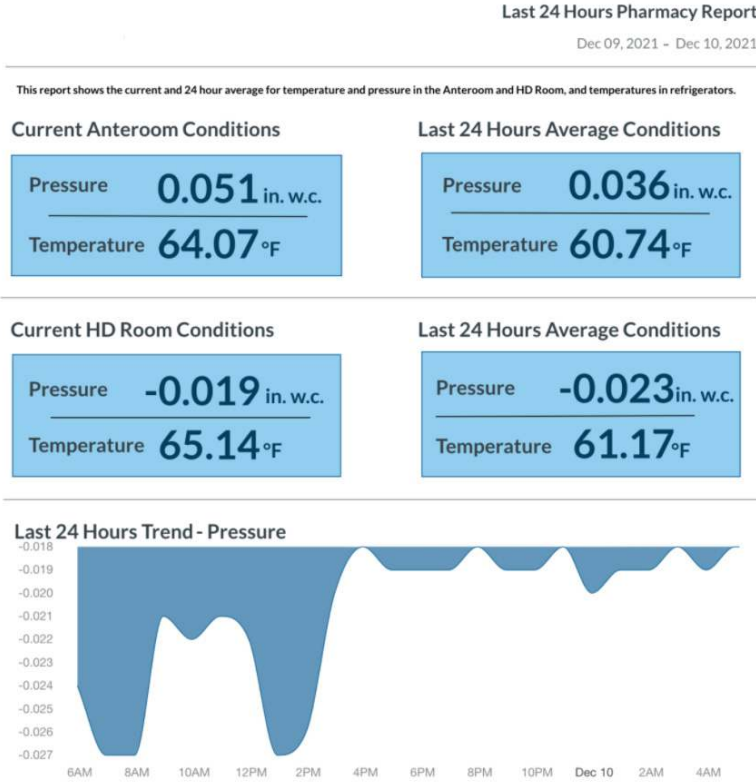 Last 24 Hours Pharmacy Report
Dec 09, 2021 - Dec 10, 2021
This report shows the current and 24 hour average for temperature and pressure in the Anteroom and HD Room, and temperatures in refrigerators.
Current Anteroom Conditions
Pressure 0.051 in. w.c.
Temperature 64.07 °F
Last 24 Hours Average Conditions
Pressure 0.036 in. w.c.
Temperature 60.74 °F
Current HD Room Conditions
Pressure -0.019 in. w.c.
Temperature 65.14 °F
Last 24 Hours Average Conditions
Pressure -0.023 in. w.c.
Temperature 61.17 °F
Last 24 Hours Trend - Pressure
-0.018
-0.019
-0.020
-0.021
-0.022
-0.023
-0.024
-0.025
-0.026
-0.027
6AM 8AM 10AM 12PM 2PM 4PM 6PM 8PM 10PM Dec 10 2AM 4AM